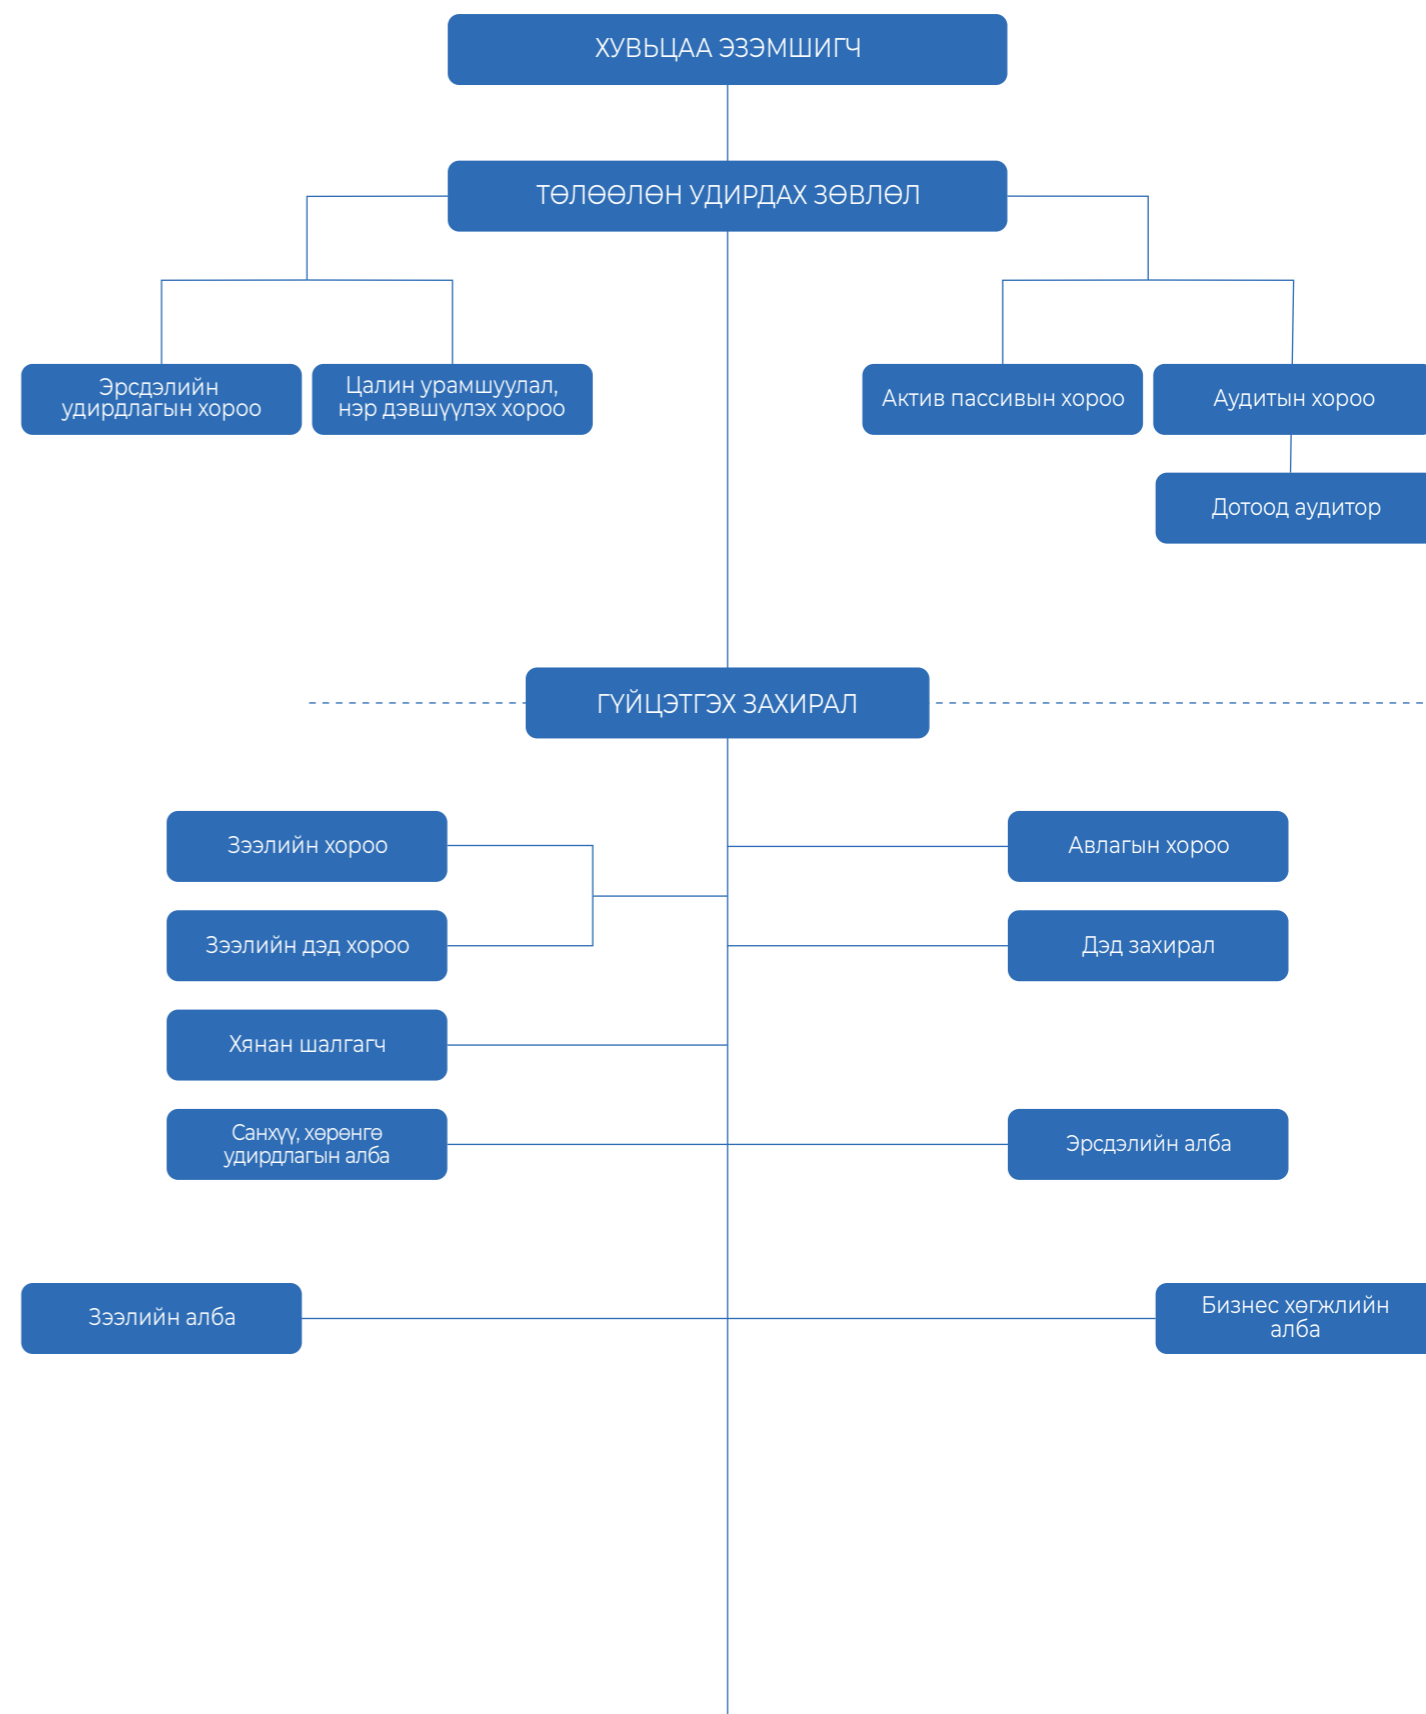 ХУВЬЦАА ЭЗЭМШИГЧ
ТӨЛӨӨЛӨН УДИРДАХ ЗӨВЛӨЛ
Эрсдэлийн
удирдлагын хороо
Цалин урамшуулал,
нэр дэвшүүлэх хороо
Актив пассивын хороо
Аудитын хороо
Дотоод аудитор
ГҮЙЦЭТГЭХ ЗАХИРАЛ
Зээлийн хороо
Авлагын хороо
Зээлийн дэд хороо
Дэд захирал
Хянан шалгагч
Санхүү, хөрөнгө
удирдлагын алба
Эрсдэлийн алба
Зээлийн алба
Бизнес хөгжлийн
алба